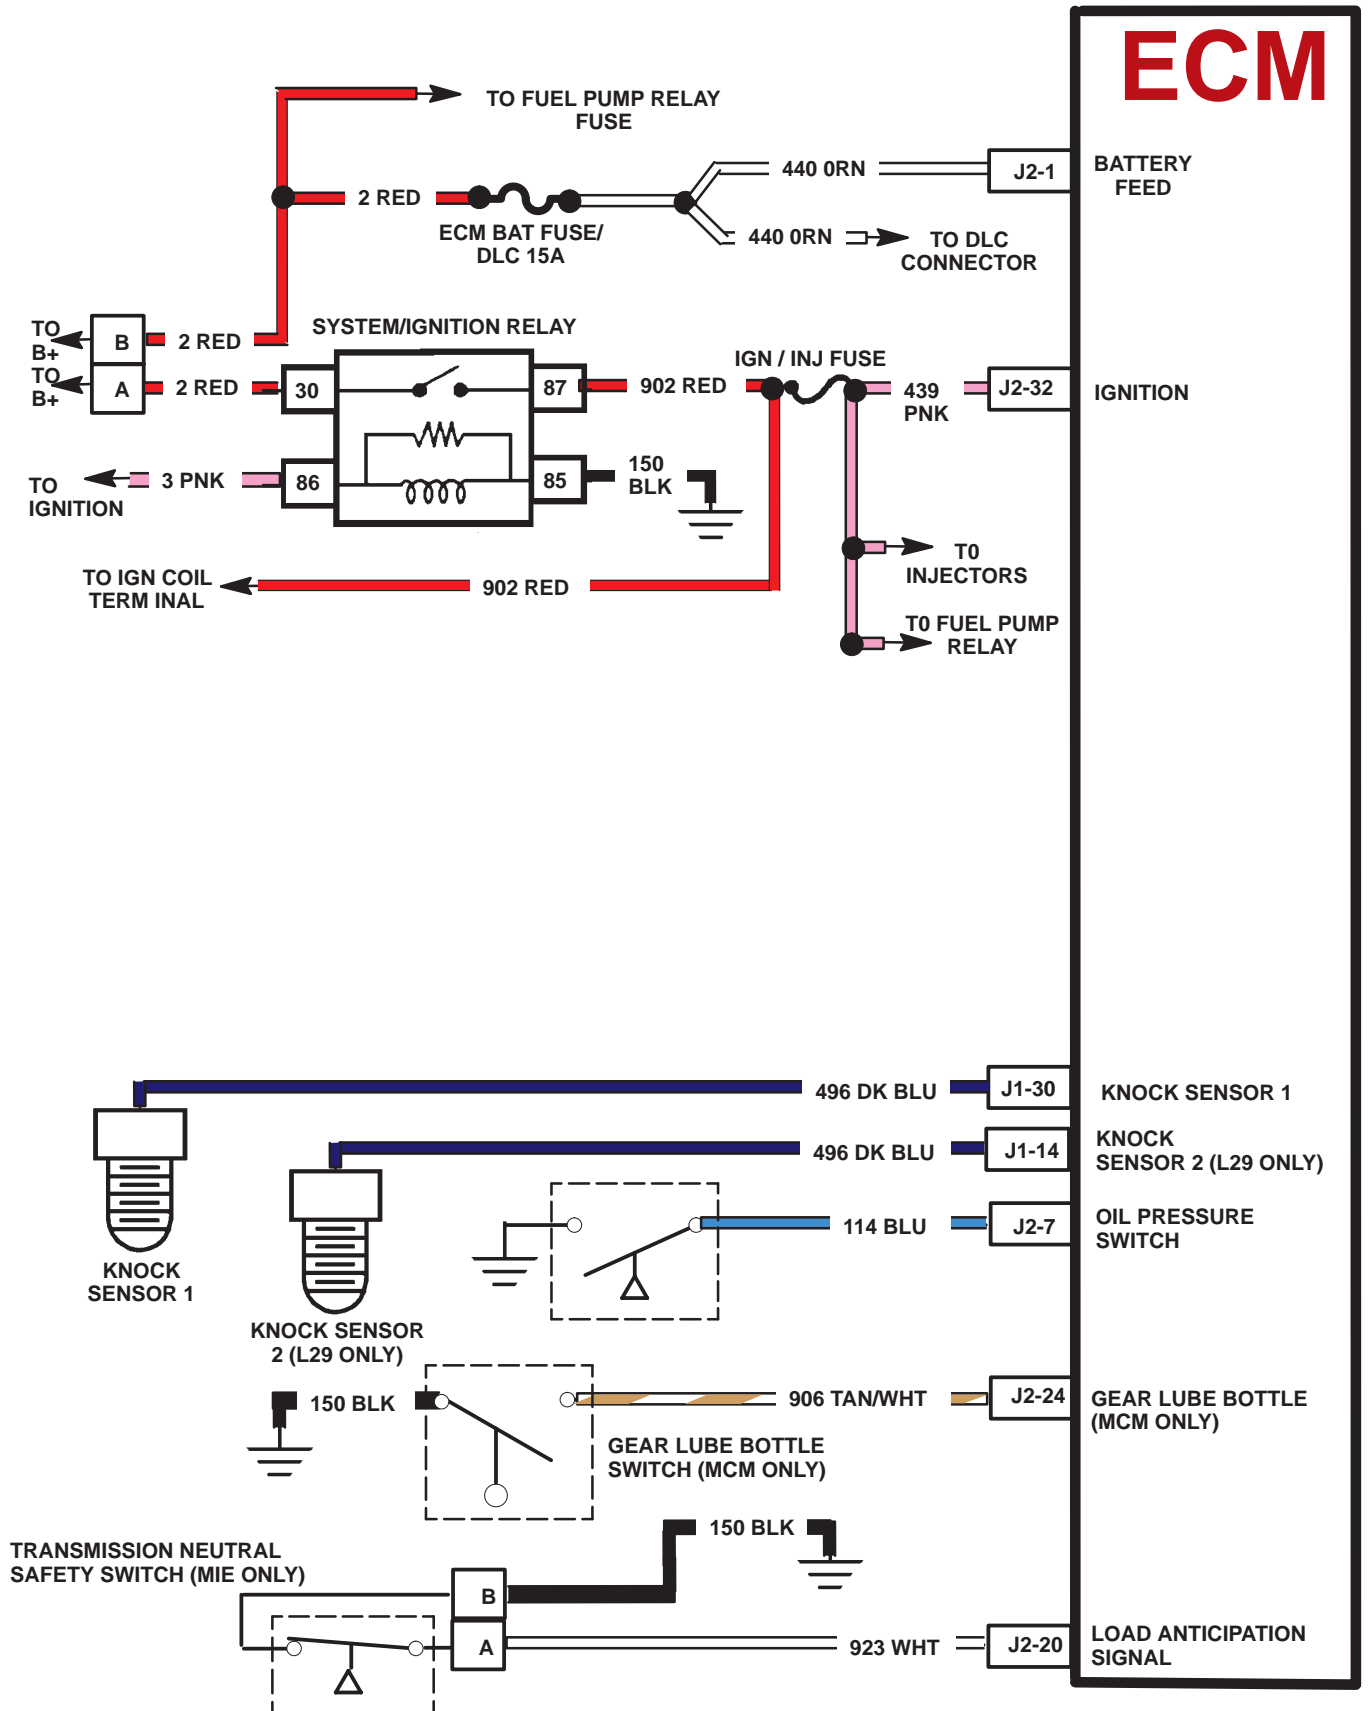 ECM
TO FUEL PUMP RELAY
FUSE
440 0RN
J2-1
BATTERY
FEED
2 RED
ECM BAT FUSE/
DLC 15A
440 0RN
TO DLC
CONNECTOR
TO
B+
B
2 RED
SYSTEM/IGNITION RELAY
TO
B+
A
2 RED
30
87
902 RED
IGN / INJ FUSE
439
PNK
J2-32
IGNITION
TO
IGNITION
3 PNK
86
85
150
BLK
T0
INJECTORS
TO IGN COIL
TERM INAL
902 RED
T0 FUEL PUMP
RELAY
496 DK BLU
J1-30
KNOCK SENSOR 1
496 DK BLU
J1-14
KNOCK
SENSOR 2 (L29 ONLY)
114 BLU
J2-7
OIL PRESSURE
SWITCH
KNOCK
SENSOR 1
KNOCK SENSOR
2 (L29 ONLY)
150 BLK
906 TAN/WHT
J2-24
GEAR LUBE BOTTLE
(MCM ONLY)
GEAR LUBE BOTTLE
SWITCH (MCM ONLY)
150 BLK
TRANSMISSION NEUTRAL
SAFETY SWITCH (MIE ONLY)
B
A
923 WHT
J2-20
LOAD ANTICIPATION
SIGNAL